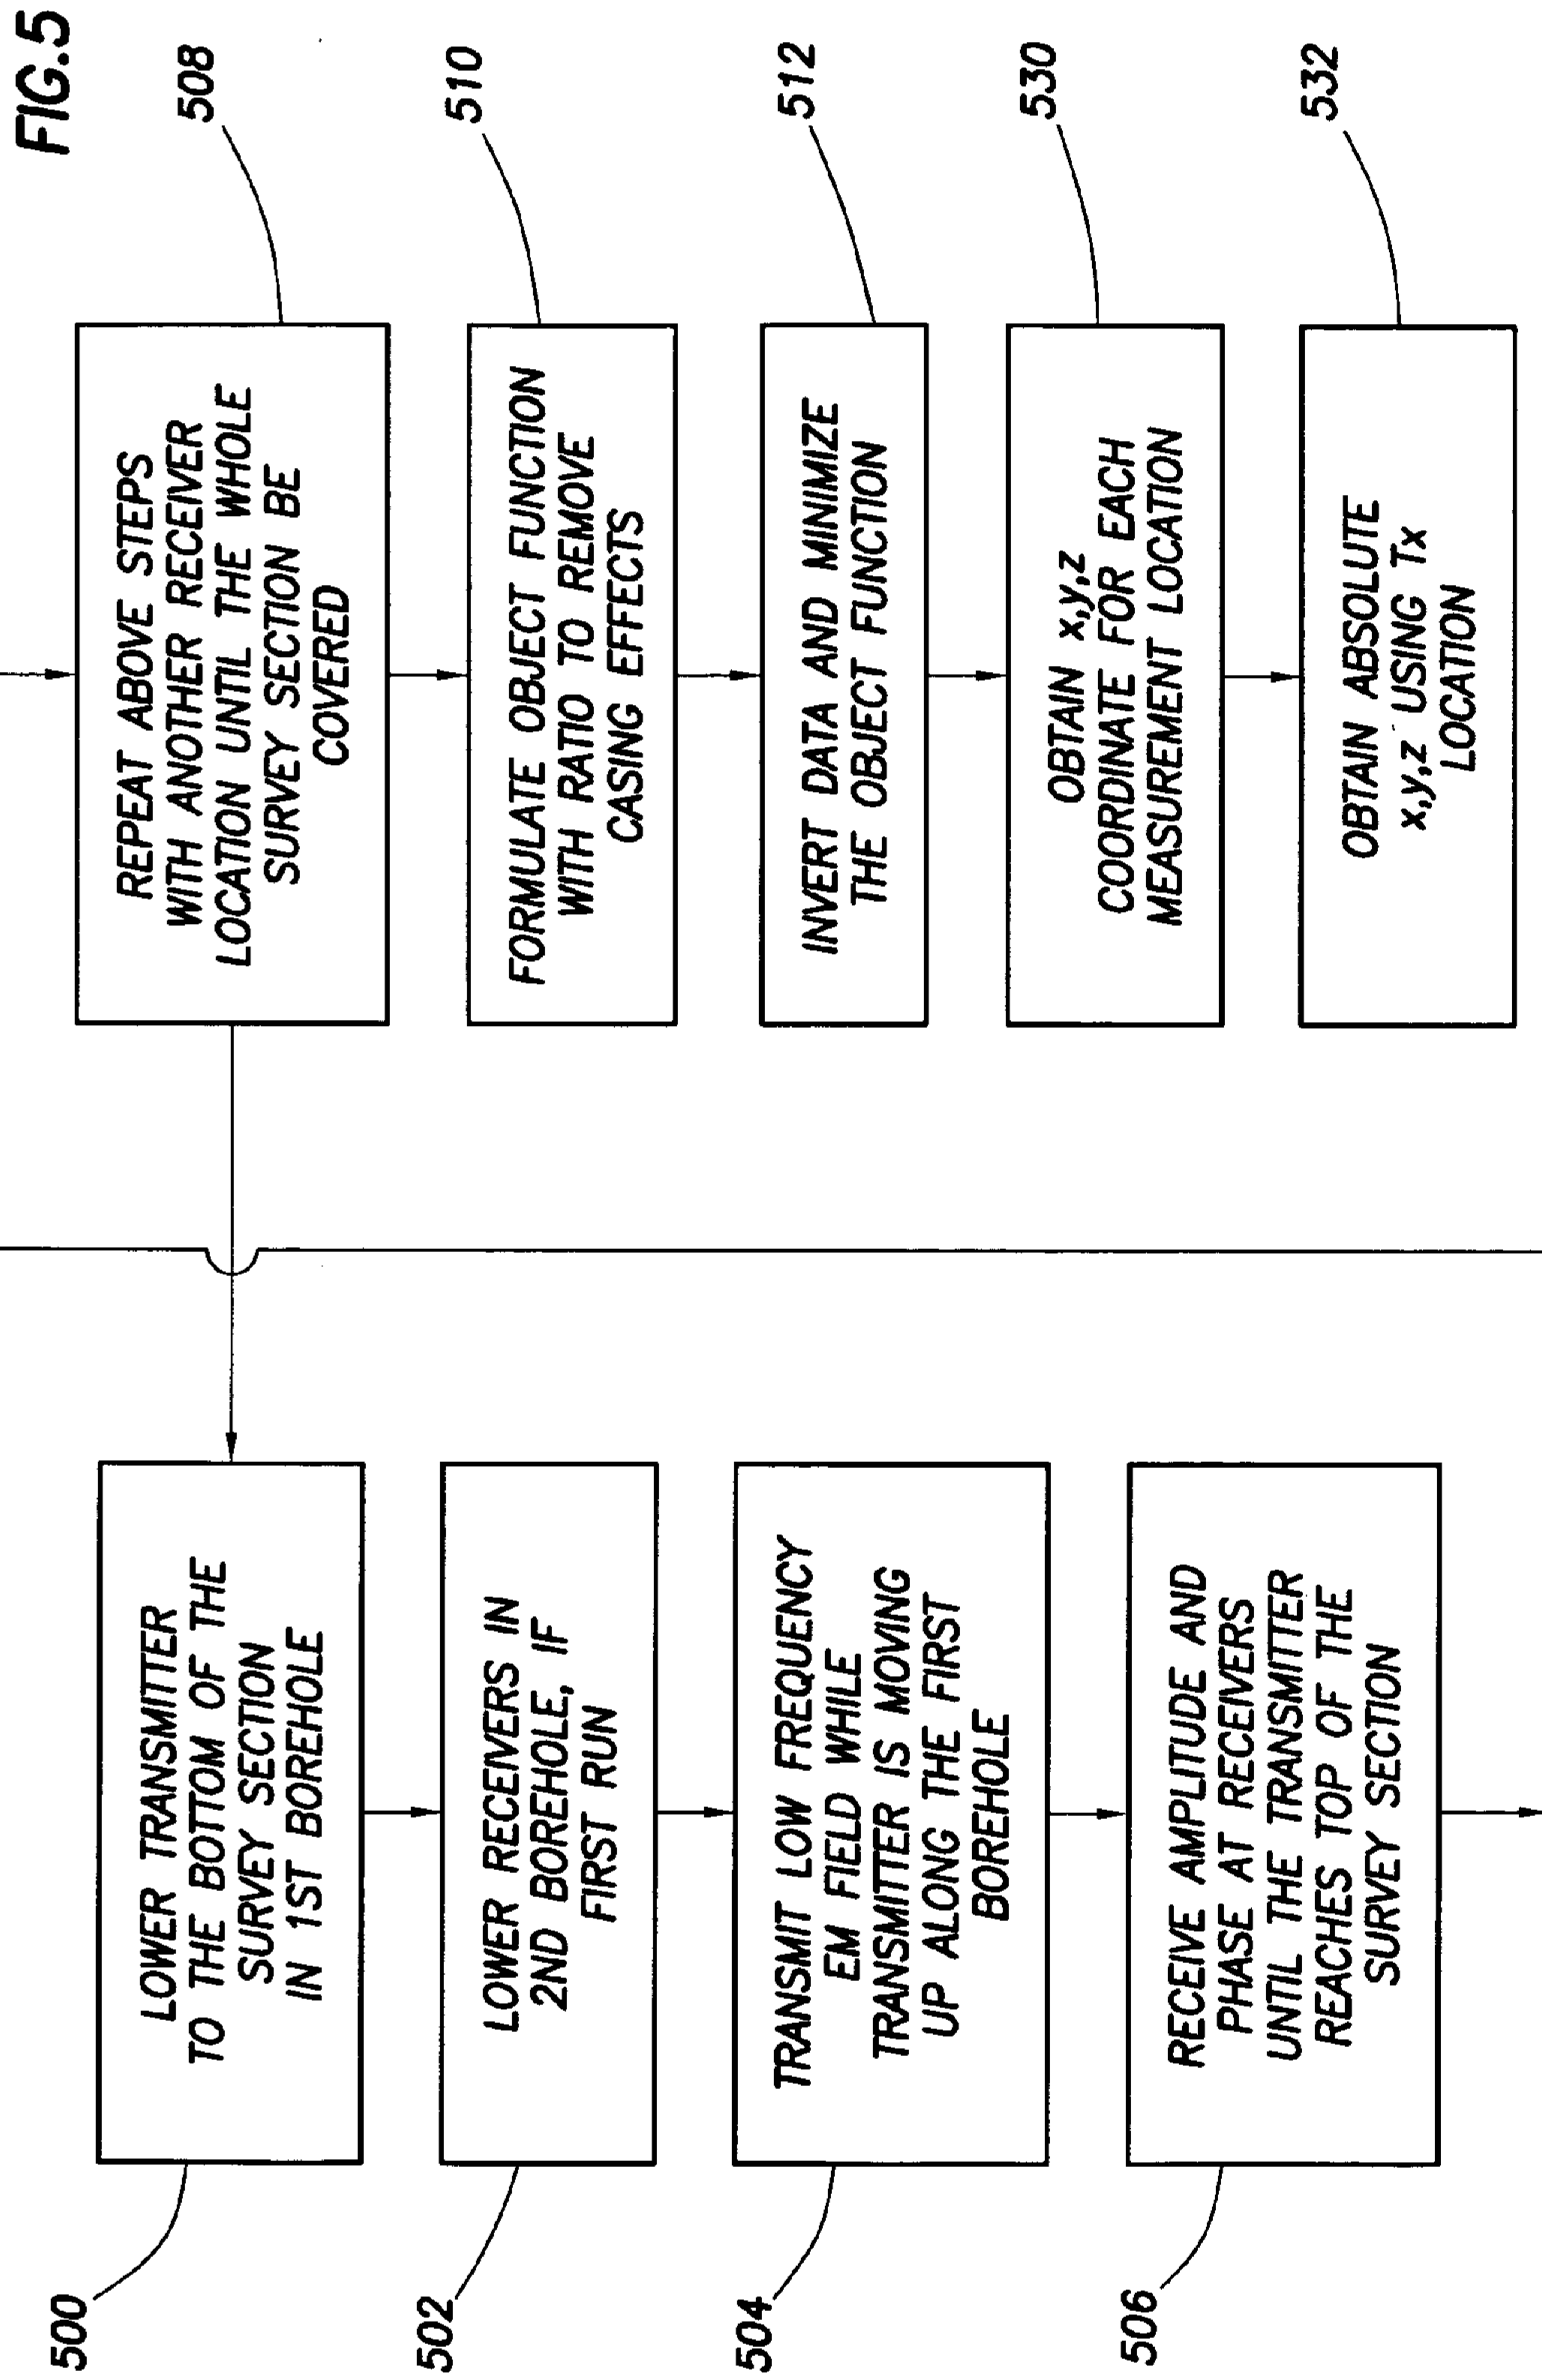 FIG.5
500
LOWER TRANSMITTER
TO THE BOTTOM OF THE
SURVEY SECTION
IN 1ST BOREHOLE
502
LOWER RECEIVERS IN
2ND BOREHOLE, IF
FIRST RUN
504
TRANSMIT LOW FREQUENCY
EM FIELD WHILE
TRANSMITTER IS MOVING
UP ALONG THE FIRST
BOREHOLE
506
RECEIVE AMPLITUDE AND
PHASE AT RECEIVERS
UNTIL THE TRANSMITTER
REACHES TOP OF THE
SURVEY SECTION
508
REPEAT ABOVE STEPS
WITH ANOTHER RECEIVER
LOCATION UNTIL THE WHOLE
SURVEY SECTION BE
COVERED
510
FORMULATE OBJECT FUNCTION
WITH RATIO TO REMOVE
CASING EFFECTS
512
INVERT DATA AND MINIMIZE
THE OBJECT FUNCTION
530
OBTAIN x,y,z
COORDINATE FOR EACH
MEASUREMENT LOCATION
532
OBTAIN ABSOLUTE
x,y,z USING Tx
LOCATION